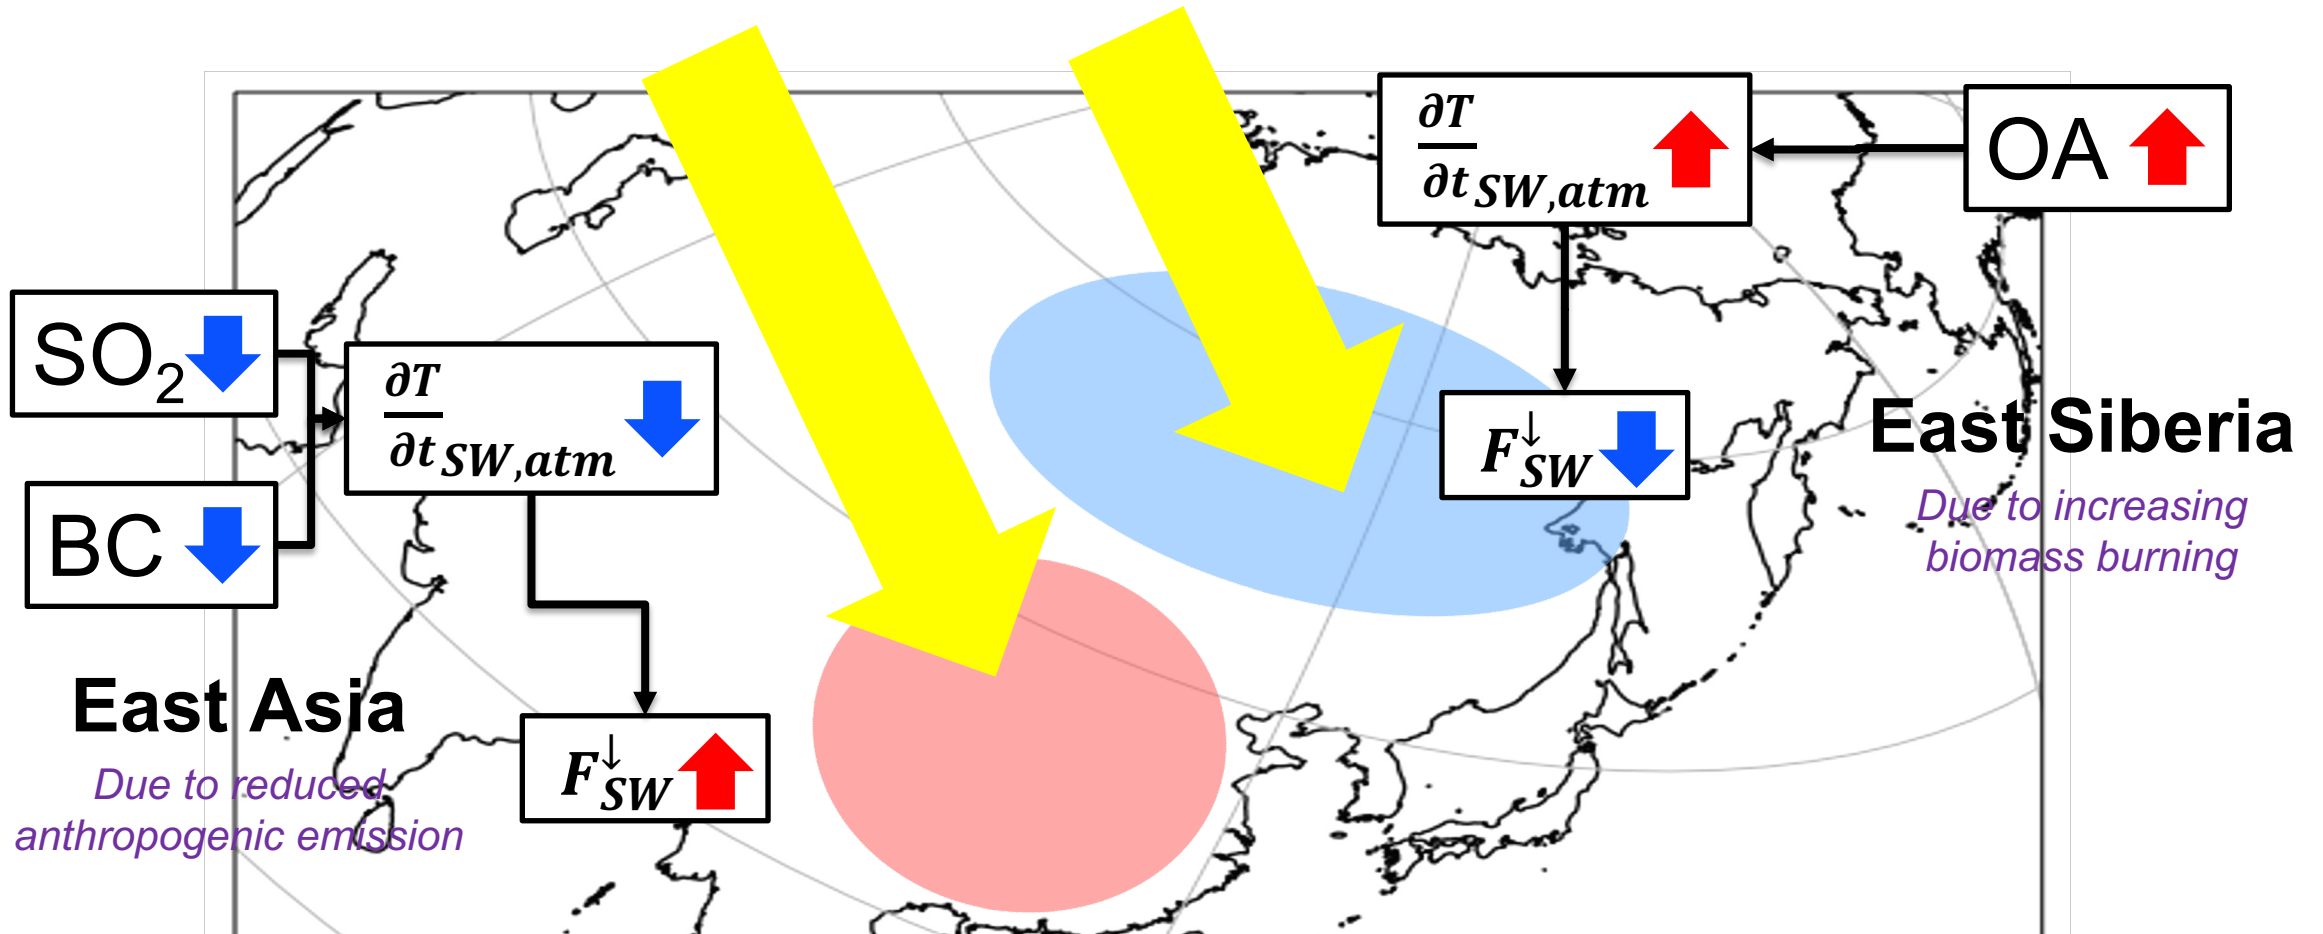 ∂T
∂t SW,atm
OA
SO₂
∂T
∂t SW,atm
BC
F↓SW
East Siberia
Due to increasing
biomass burning
East Asia
Due to reduced
anthropogenic emission
F↓SW